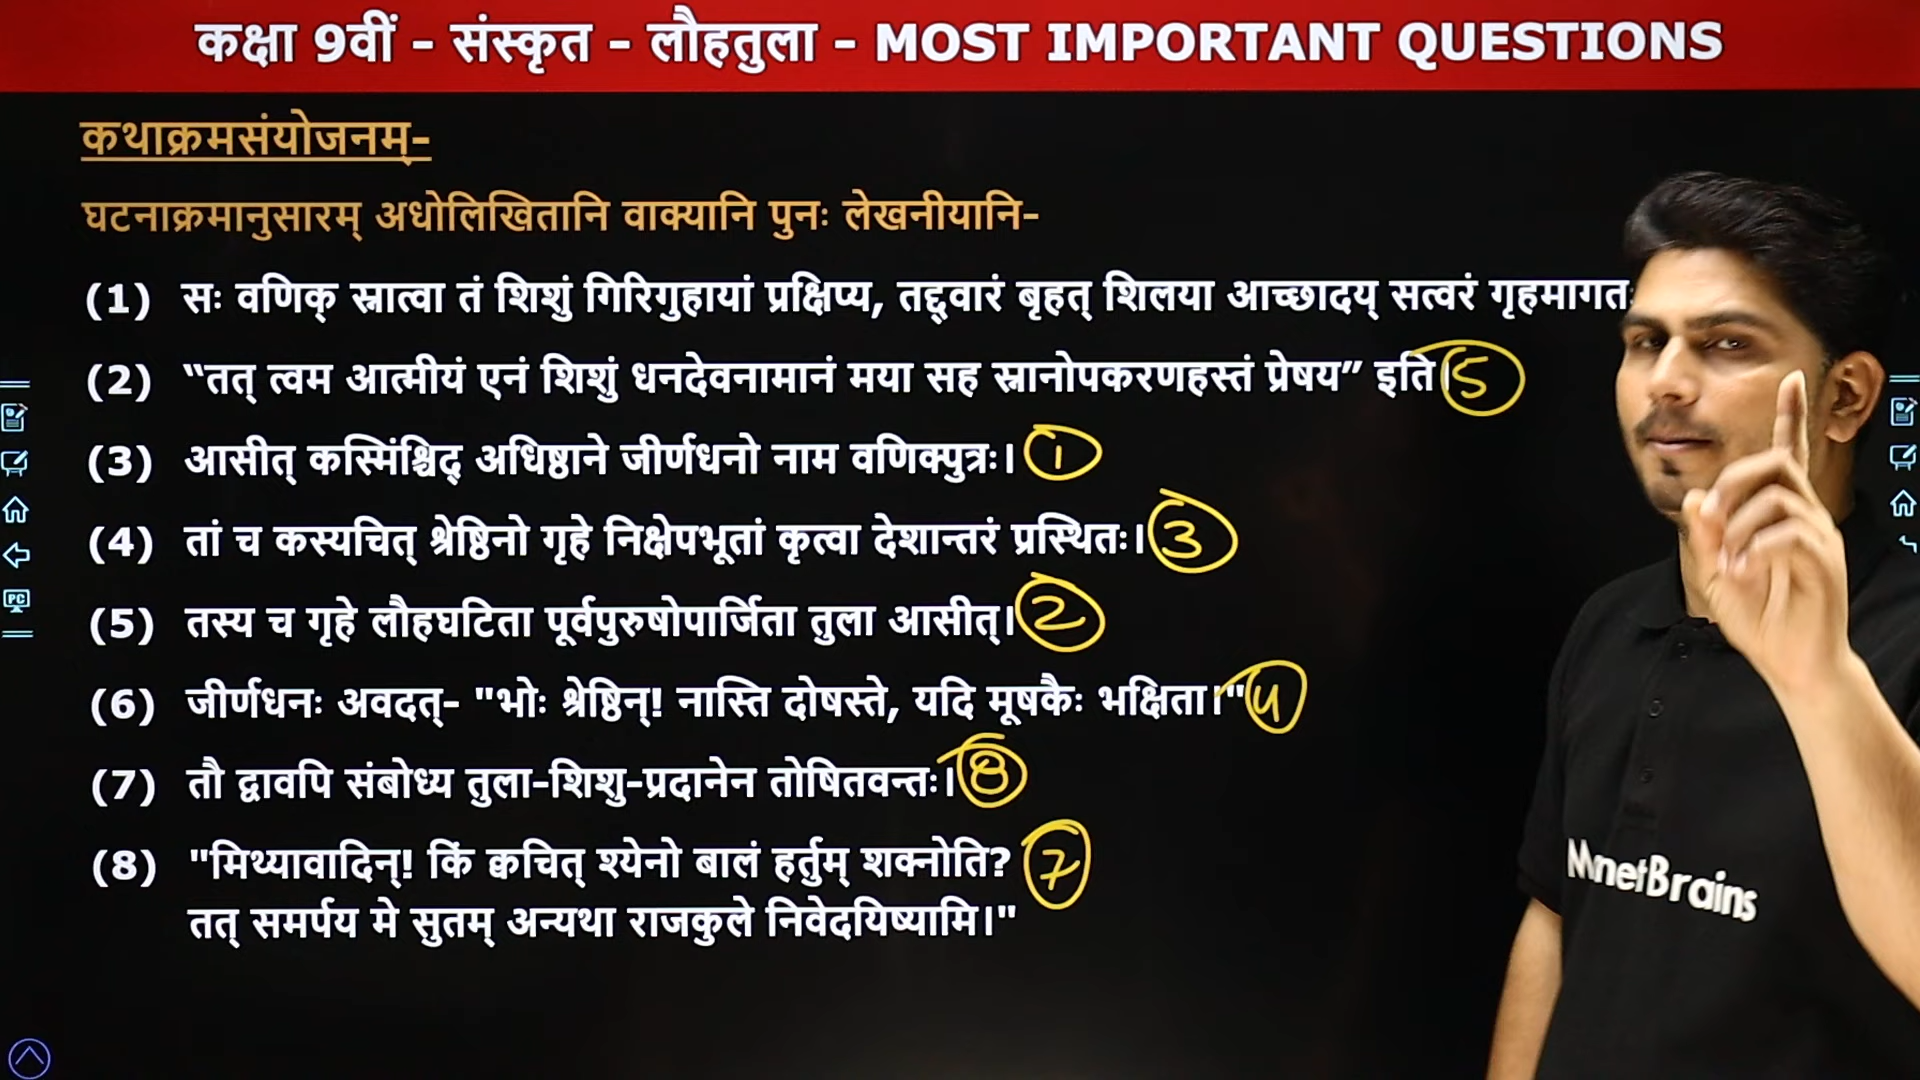 कक्षा 9वीं - संस्कृत - लौहतुला - MOST IMPORTANT QUESTIONS
कथाक्रमसंयोजनम्-
घटनाक्रमानुसारम् अधोलिखितानि वाक्यानि पुनः लेखनीयानि-
(1) सः वणिक् स्नात्वा तं शिशुं गिरिगुहायां प्रक्षिप्य, तद्द्वारं बृहत् शिलया आच्छादय् सत्वरं गृहमागतः
(2) “तत् त्वम आत्मीयं एनं शिशुं धनदेवनामानं मया सह स्नानोपकरणहस्तं प्रेषय” इति। 5
(3) आसीत् कस्मिंश्चिद् अधिष्ठाने जीर्णधनो नाम वणिक्पुत्रः। 1
(4) तां च कस्यचित् श्रेष्ठिनो गृहे निक्षेपभूतां कृत्वा देशान्तरं प्रस्थितः। 3
(5) तस्य च गृहे लौहघटिता पूर्वपुरुषोपार्जिता तुला आसीत्। 2
(6) जीर्णधनः अवदत्- "भोः श्रेष्ठिन्! नास्ति दोषस्ते, यदि मूषकैः भक्षिता।" 4
(7) तौ द्वावपि संबोध्य तुला-शिशु-प्रदानेन तोषितवन्तः। 8
(8) "मिथ्यावादिन्! किं क्वचित् श्येनो बालं हर्तुम् शक्नोति? 7
तत् समर्पय मे सुतम् अन्यथा राजकुले निवेदयिष्यामि।"
MnetBrains
PC